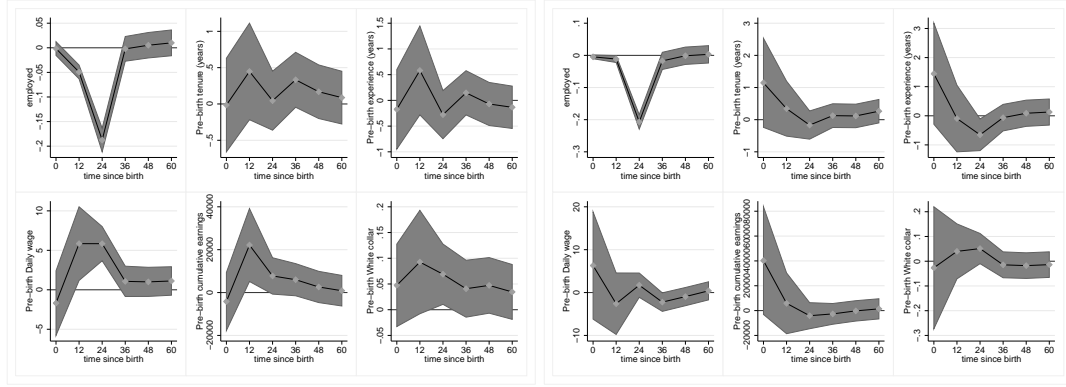 employed
.05
0
-.05
-.1
-.15
-.2
0 12 24 36 48 60
time since birth
Pre-birth tenure (years)
1
.5
0
-.5
0 12 24 36 48 60
time since birth
Pre-birth experience (years)
1.5
1
.5
0
-.5
-1
0 12 24 36 48 60
time since birth
employed
.1
0
-.1
-.2
-.3
0 12 24 36 48 60
time since birth
Pre-birth tenure (years)
3
2
1
0
-1
0 12 24 36 48 60
time since birth
Pre-birth experience (years)
3
2
1
0
-1
0 12 24 36 48 60
time since birth
Pre-birth Daily wage
10
5
0
-5
0 12 24 36 48 60
time since birth
Pre-birth cumulative earnings
40000
20000
0
-20000
0 12 24 36 48 60
time since birth
Pre-birth White collar
.2
.15
.1
.05
0
-.05
0 12 24 36 48 60
time since birth
Pre-birth Daily wage
20
10
0
-10
0 12 24 36 48 60
time since birth
Pre-birth cumulative earnings
0
-20000
0 12 24 36 48 60
time since birth
Pre-birth White collar
.2
.1
0
-.1
-.2
-.3
0 12 24 36 48 60
time since birth